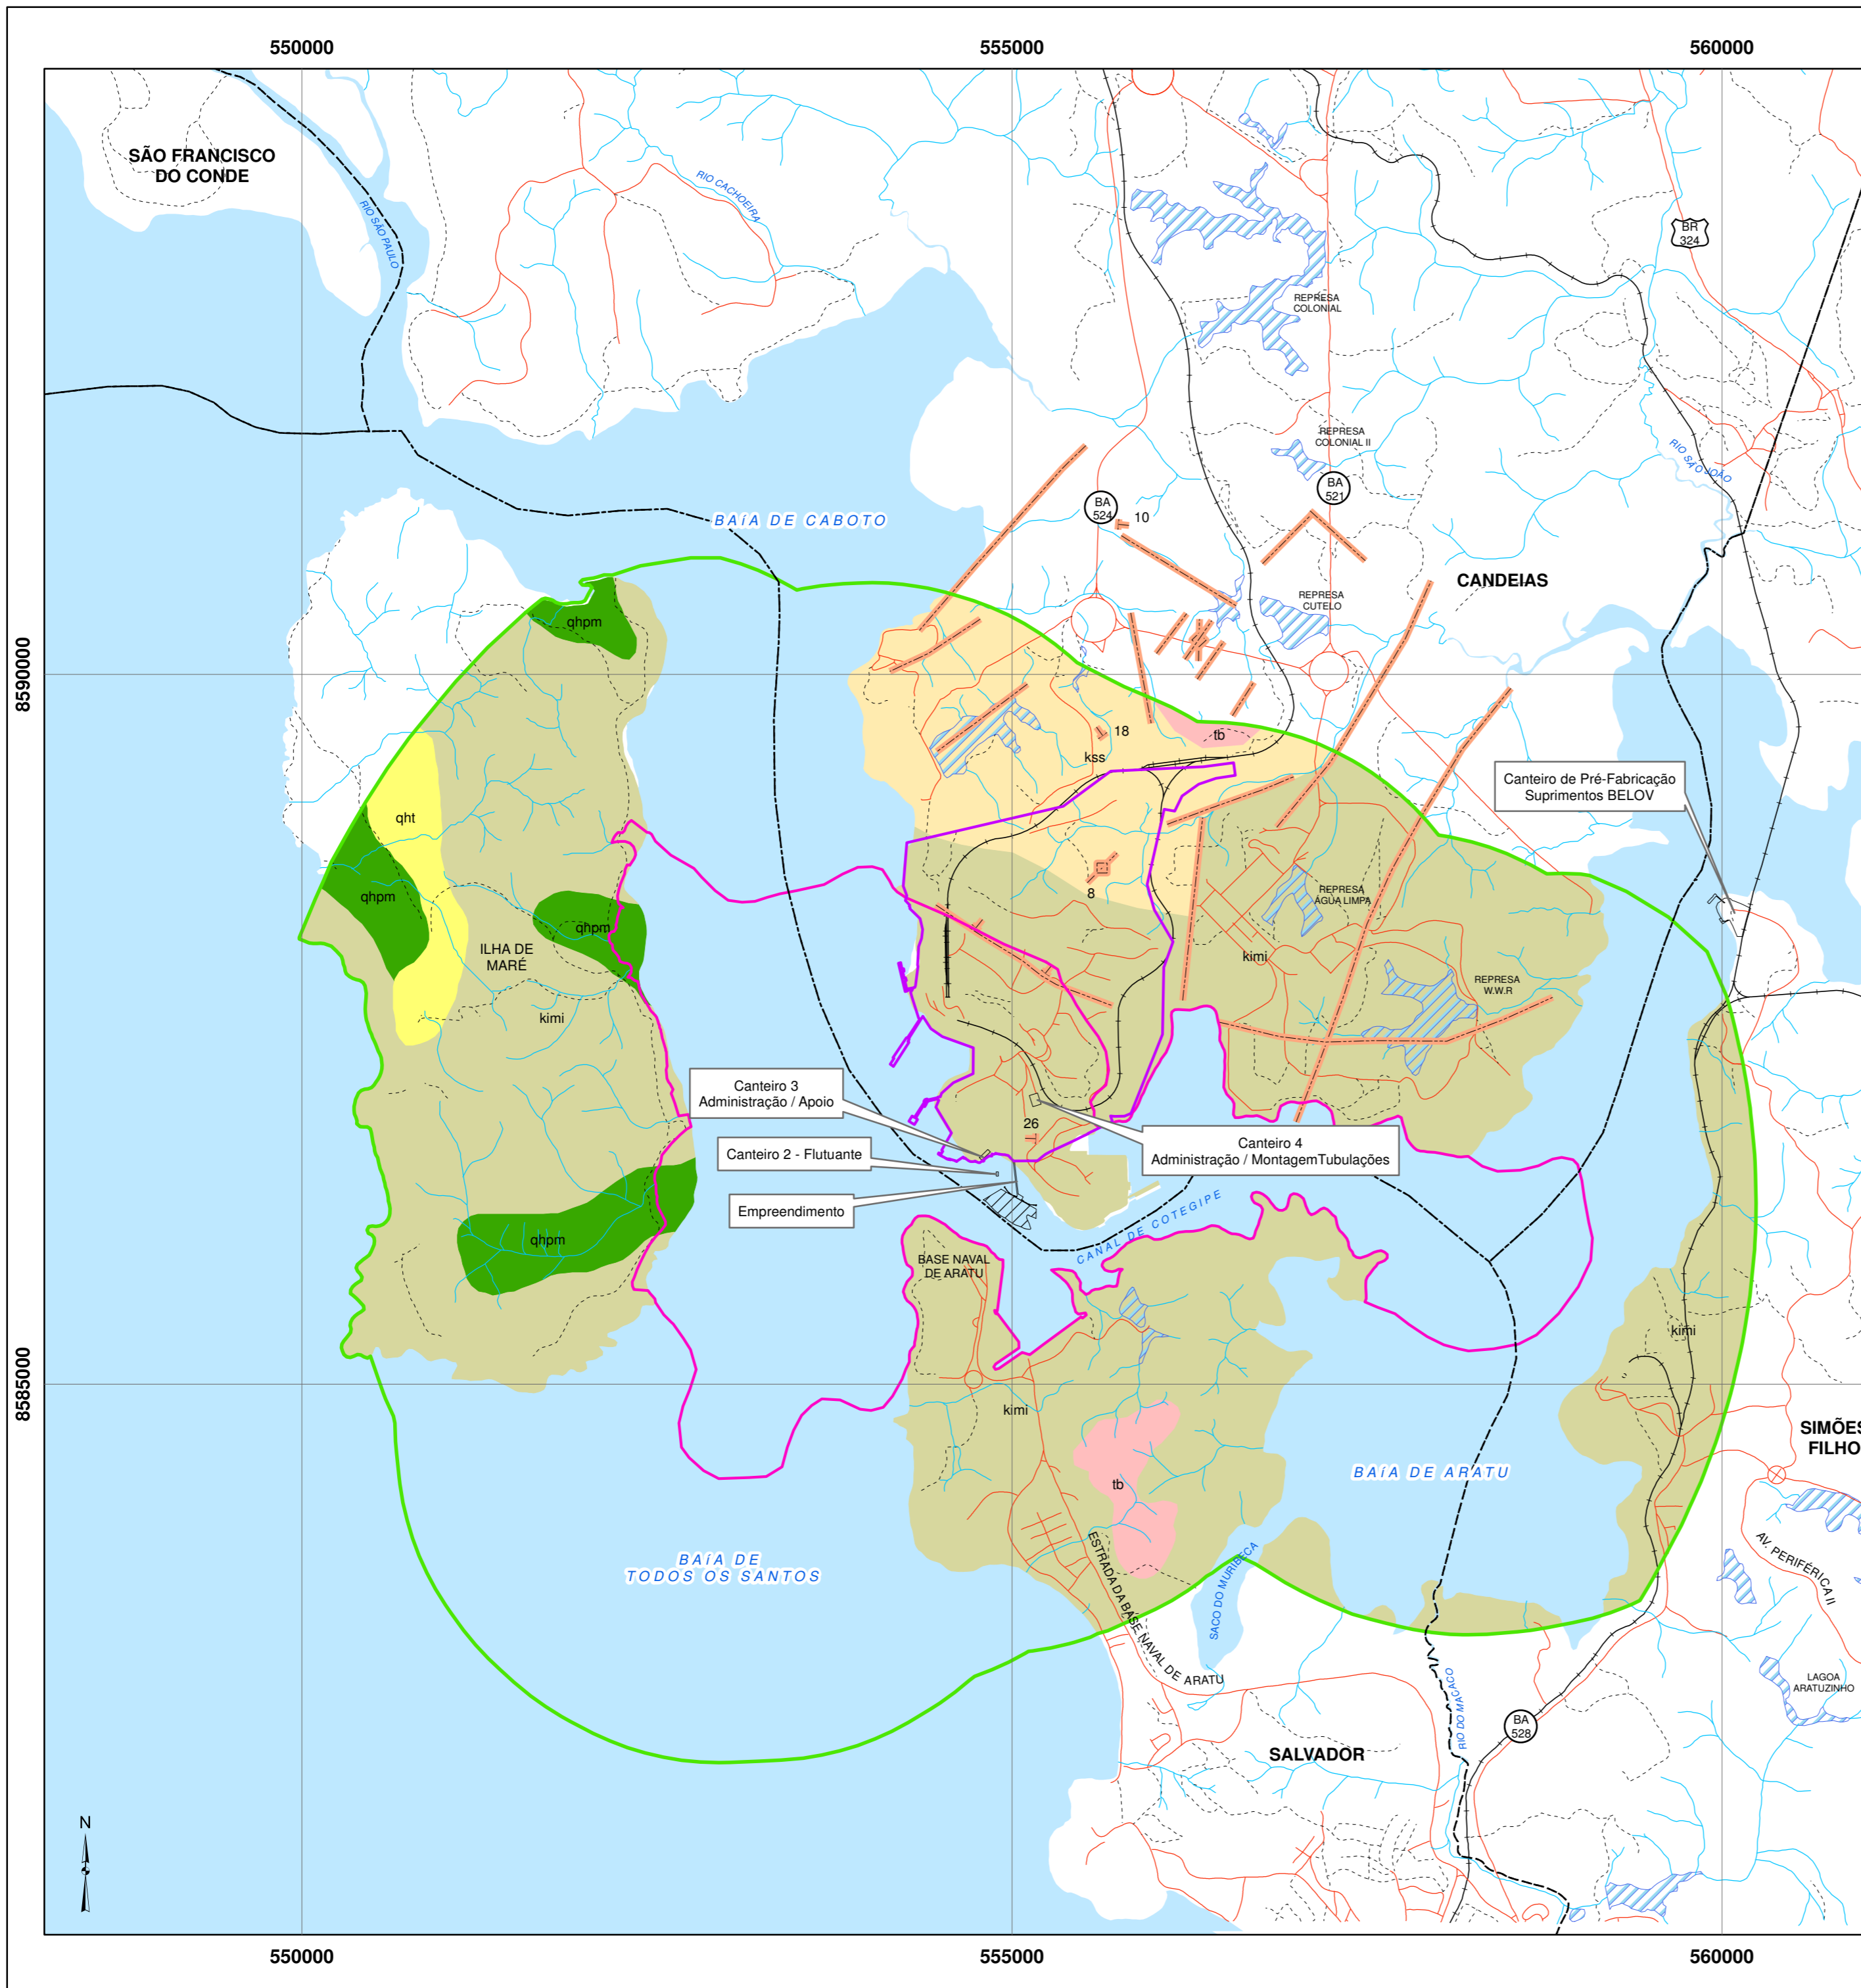 550000
555000
560000
SÃO FRANCISCO
DO CONDE
RIO SÃO PAULO
RIO CACHOEIRA
BR
324
REPRESA
COLONIAL
REPRESA
COLONIAL II
RIO SÃO JOÃO
BA
521
BA
524
10
BAíA DE CABOTO
CANDEIAS
REPRESA
CUTELO
qhpm
8590000
18
tb
kss
Canteiro de Pré-Fabricação
Suprimentos BELOV
qht
8
REPRESA
ÁGUA LIMPA
qhpm
qhpm
ILHA DE
MARÉ
kimi
REPRESA
W.W.R
kimi
Canteiro 3
Administração / Apoio
26
Canteiro 4
Administração / MontagemTubulações
Canteiro 2 - Flutuante
Empreendimento
CANAL DE COTEGIPE
qhpm
BASE NAVAL
DE ARATU
kimi
8585000
kimi
SIMÕES
FILHO
BAíA DE ARATU
tb
BAíA DE
TODOS OS SANTOS
ESTRADA DA BASE NAVAL DE ARATU
SACO DO MURIBECA
AV. PERIFÉRICA II
RIO DO MACACO
LAGOA
ARATUZINHO
BA
528
SALVADOR
N
550000
555000
560000